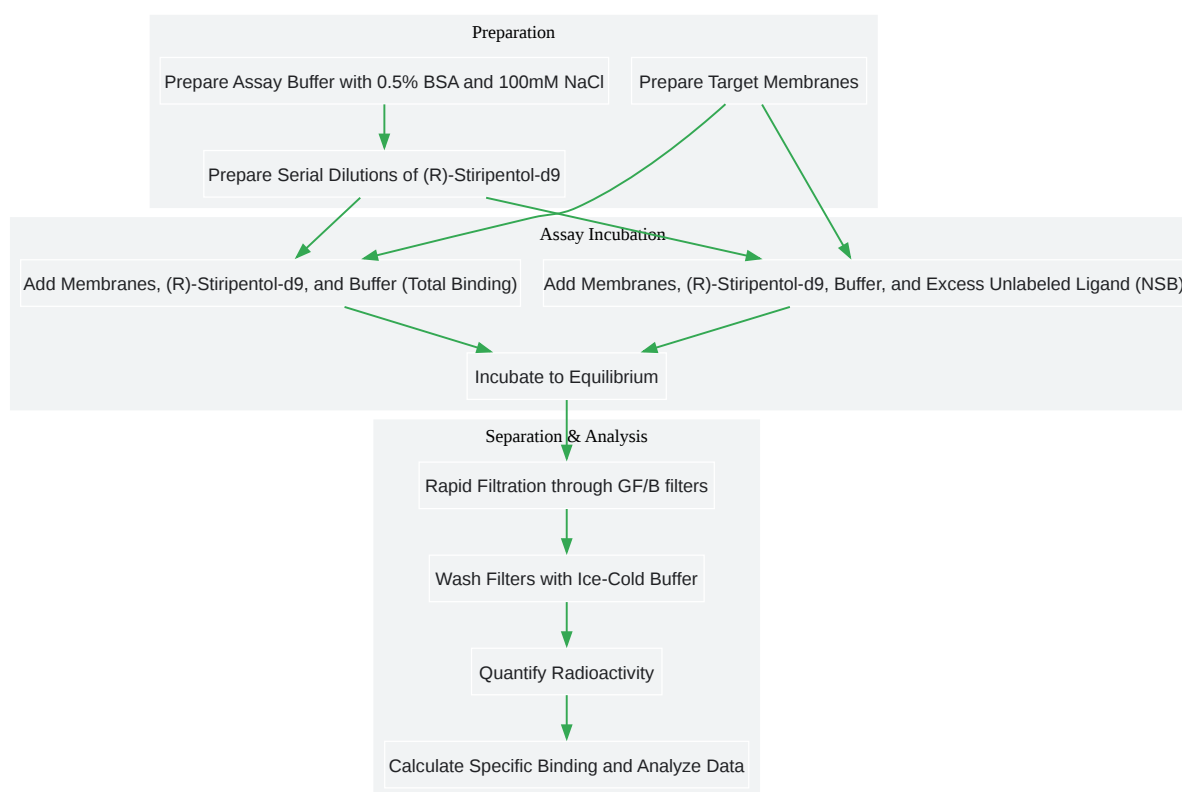 Preparation
Prepare Assay Buffer with 0.5% BSA and 100mM NaCl
Prepare Target Membranes
Prepare Serial Dilutions of (R)-Stiripentol-d9
Assay Incubation
Add Membranes, (R)-Stiripentol-d9, and Buffer (Total Binding)
Add Membranes, (R)-Stiripentol-d9, Buffer, and Excess Unlabeled Ligand (NSB)
Incubate to Equilibrium
Separation & Analysis
Rapid Filtration through GF/B filters
Wash Filters with Ice-Cold Buffer
Quantify Radioactivity
Calculate Specific Binding and Analyze Data